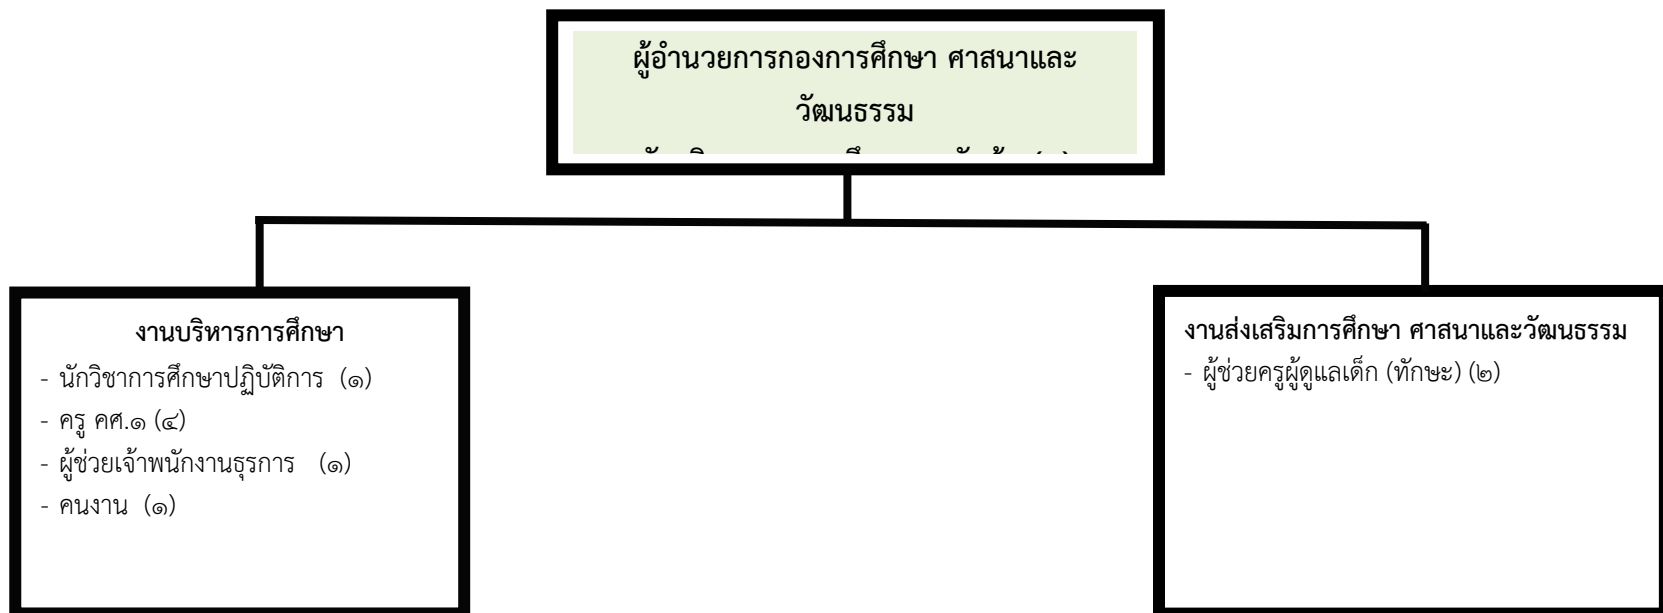 ผู้อำนวยการกองการศึกษา ศาสนาและ
วัฒนธรรม
งานบริหารการศึกษา
- นักวิชาการศึกษาปฏิบัติการ (๑)
- ครู คศ.๑ (๔)
- ผู้ช่วยเจ้าพนักงานธุรการ (๑)
- คนงาน (๑)
งานส่งเสริมการศึกษา ศาสนาและวัฒนธรรม
- ผู้ช่วยครูผู้ดูแลเด็ก (ทักษะ) (๒)